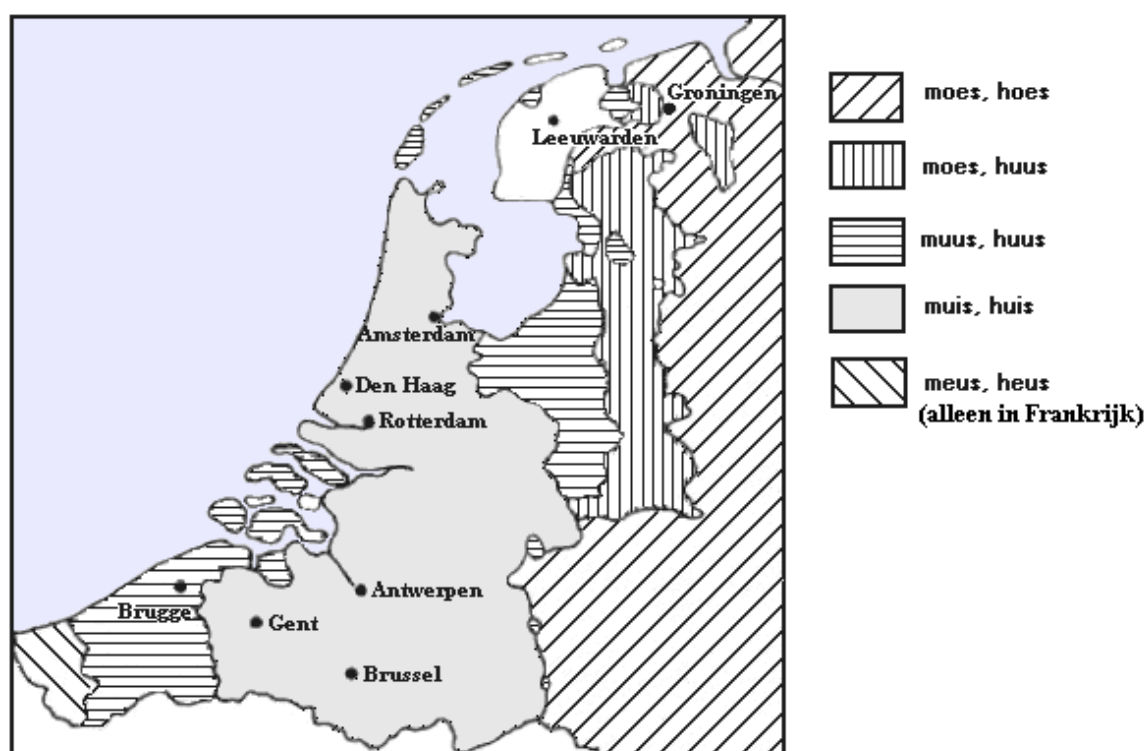 Groningen
Leeuwarden
Amsterdam
Den Haag
Rotterdam
Antwerpen
Brugge
Gent
Brussel
moes, hoes
moes, huus
muus, huus
muis, huis
meus, heus
(alleen in Frankrijk)